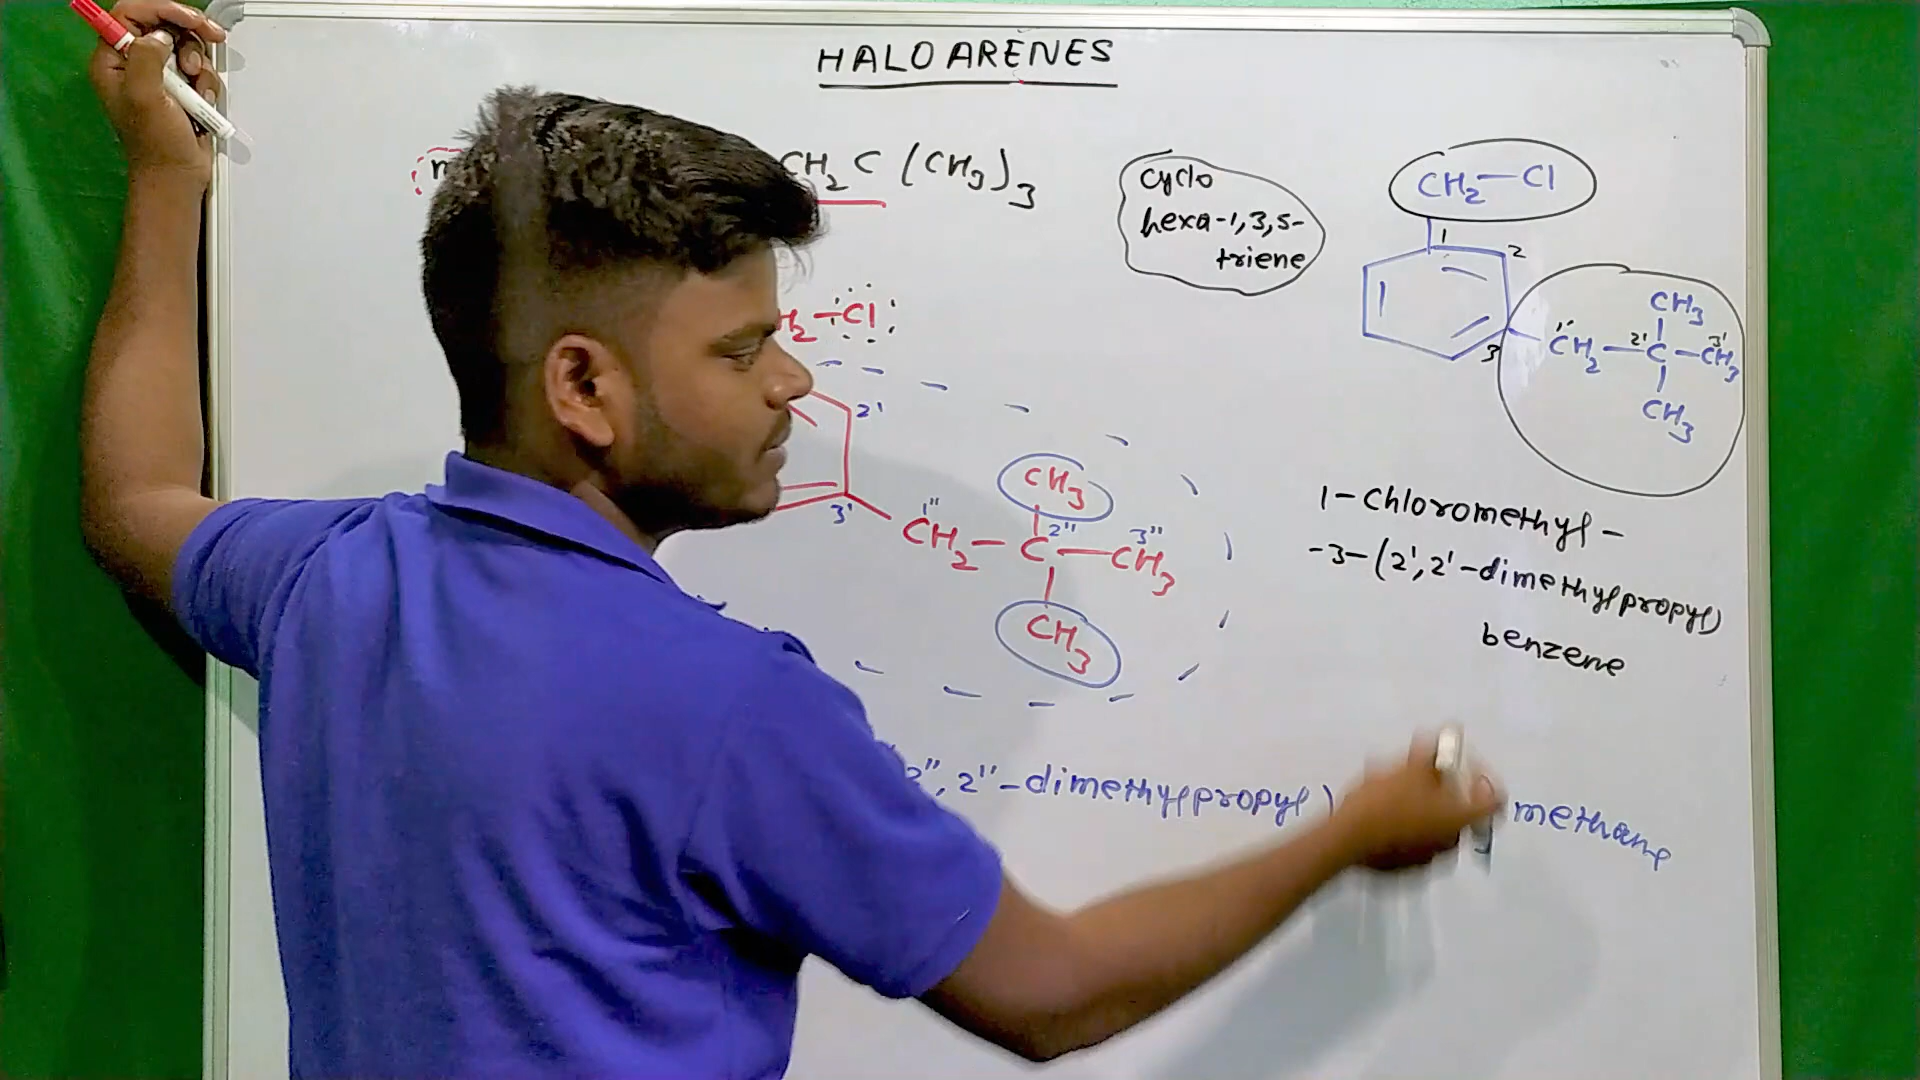 HALOARENES
CH2C(CH3)3
cyclo
hexa-1,3,5-
triene
CH2-Cl
1
2
3
CH3
1' 2' 3'
CH2-C-CH3
CH3
-Cl
2'
3'
CH3
1'' 2'' 3''
CH2-C-CH3
CH3
1-Chloromethyl-
-3-(2',2'-dimethylpropyl)
benzene
2'',2''-dimethylpropyl) methane